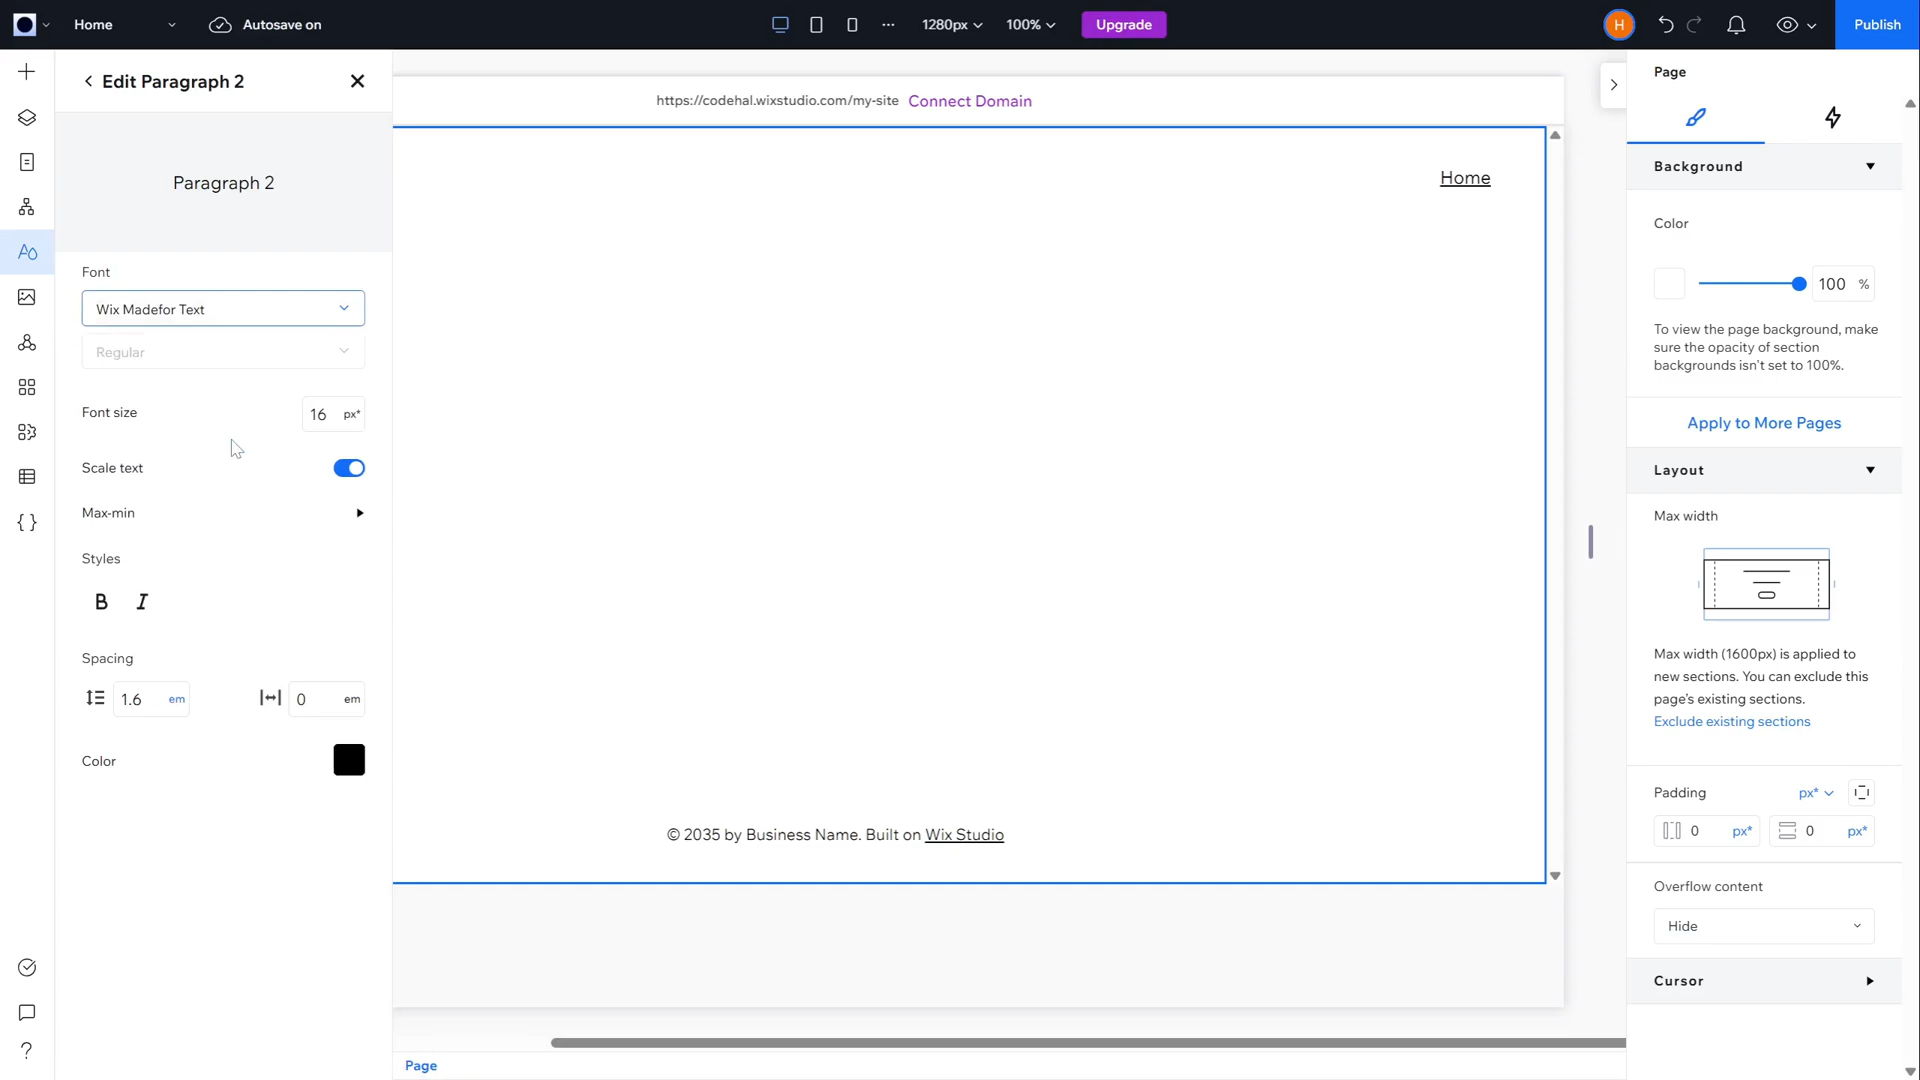 Home
Autosave on
1280px
100%
Upgrade
H
Publish
Edit Paragraph 2
Paragraph 2
Font
Wix Madefor Text
Regular
Font size
16 px*
Scale text
Max-min
Styles
B I
Spacing
1.6 em
0 em
Color
https://codehal.wixstudio.com/my-site Connect Domain
Home
© 2035 by Business Name. Built on Wix Studio
Page
Page
Background
Color
100 %
To view the page background, make
sure the opacity of section
backgrounds isn't set to 100%.
Apply to More Pages
Layout
Max width
Max width (1600px) is applied to
new sections. You can exclude this
page's existing sections.
Exclude existing sections
Padding
px*
0 px*
0 px*
Overflow content
Hide
Cursor